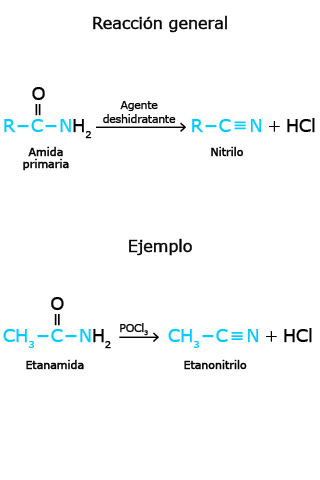 Reacción general
O
R – C – NH2 Agente deshidratante R – C ≡ N + HCl
Amida primaria
Nitrilo
Ejemplo
O
CH3 – C – NH2 POCl3 CH3 – C ≡ N + HCl
Etanamida
Etanonitrilo